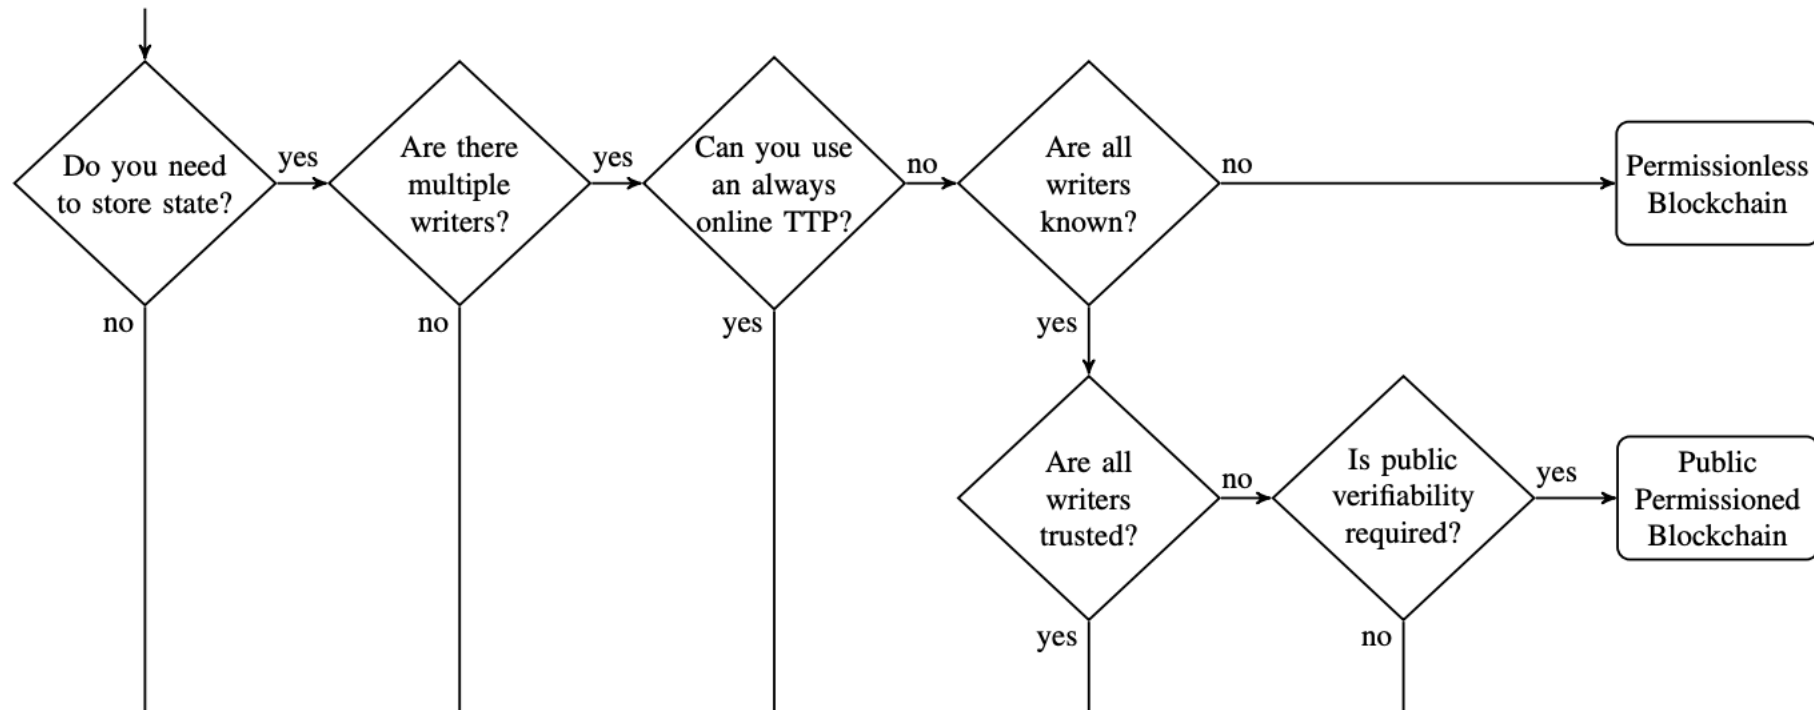 Do you need
to store state?
yes
no
Are there
multiple
writers?
yes
no
Can you use
an always
online TTP?
no
yes
Are all
writers
known?
no
yes
Permissionless
Blockchain
Are all
writers
trusted?
no
yes
Is public
verifiability
required?
yes
no
Public
Permissioned
Blockchain